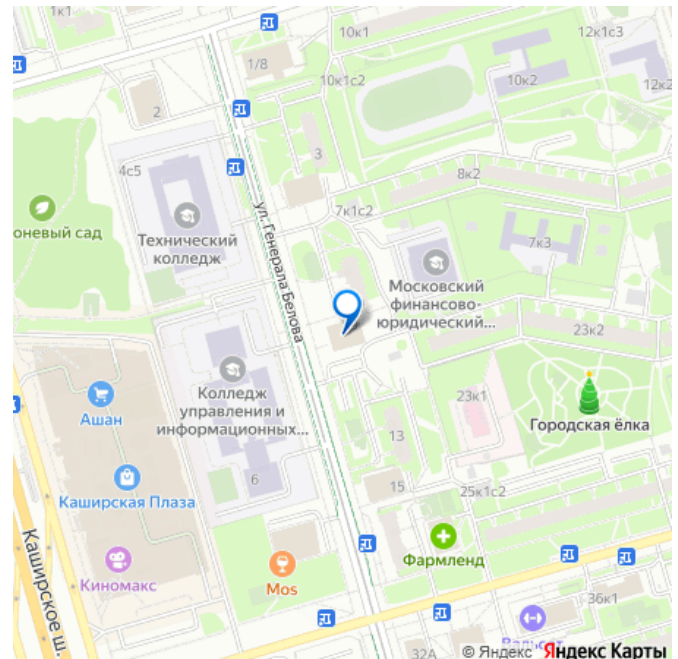 1к1
10к1
12к1с3
1/8
10к1с2
10к2
12к2
2
3
4с5
8к2
7к1с2
оневый сад
Технический
колледж
ул. Генерала Белова
7к3
Московский
финансово-
юридический...
23к2
Колледж
управления и
информационных...
Ашан
23к1
Городская ёлка
13
6
Каширская Плаза
15
25к1с2
Каширское ш.
Фармленд
Киномакс
Mos
36к1
32А
© Яндекс Яндекс Карты